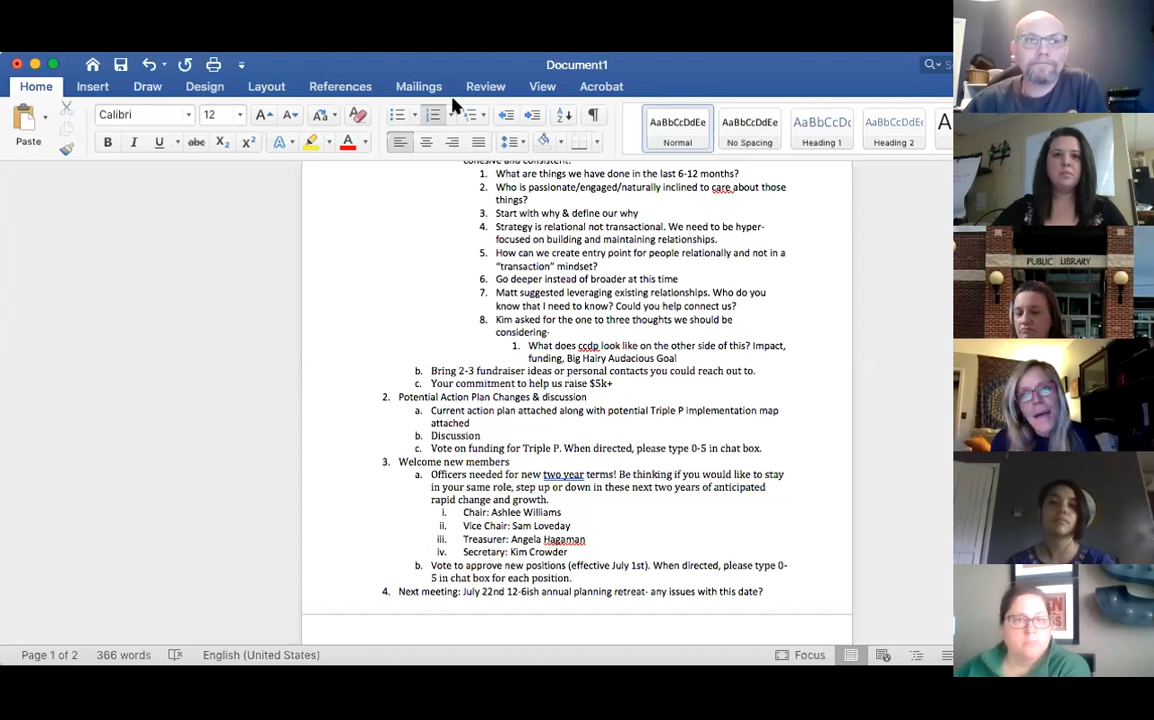 Document1
Home Insert Draw Design Layout References Mailings Review View Acrobat
Paste
Calibri 12
AaBbCcDdEe AaBbCcDdEe AaBbCcDc AaBbCcDdEe
Normal No Spacing Heading 1 Heading 2
cohesive and consistent.
1. What are things we have done in the last 6-12 months?
2. Who is passionate/engaged/naturally inclined to care about those
things?
3. Start with why & define our why
4. Strategy is relational not transactional. We need to be hyper-
focused on building and maintaining relationships.
5. How can we create entry point for people relationally and not in a
“transaction” mindset?
6. Go deeper instead of broader at this time
7. Matt suggested leveraging existing relationships. Who do you
know that I need to know? Could you help connect us?
8. Kim asked for the one to three thoughts we should be
considering-
1. What does ccdp look like on the other side of this? Impact,
funding, Big Hairy Audacious Goal
b. Bring 2-3 fundraiser ideas or personal contacts you could reach out to.
c. Your commitment to help us raise $5k+
2. Potential Action Plan Changes & discussion
a. Current action plan attached along with potential Triple P implementation map
attached
b. Discussion
c. Vote on funding for Triple P. When directed, please type 0-5 in chat box.
3. Welcome new members
a. Officers needed for new two year terms! Be thinking if you would like to stay
in your same role, step up or down in these next two years of anticipated
rapid change and growth.
i. Chair: Ashlee Williams
ii. Vice Chair: Sam Loveday
iii. Treasurer: Angela Hagaman
iv. Secretary: Kim Crowder
b. Vote to approve new positions (effective July 1st). When directed, please type 0-
5 in chat box for each position.
4. Next meeting: July 22nd 12-6ish annual planning retreat- any issues with this date?
Page 1 of 2 366 words English (United States) Focus
PUBLIC LIBRARY